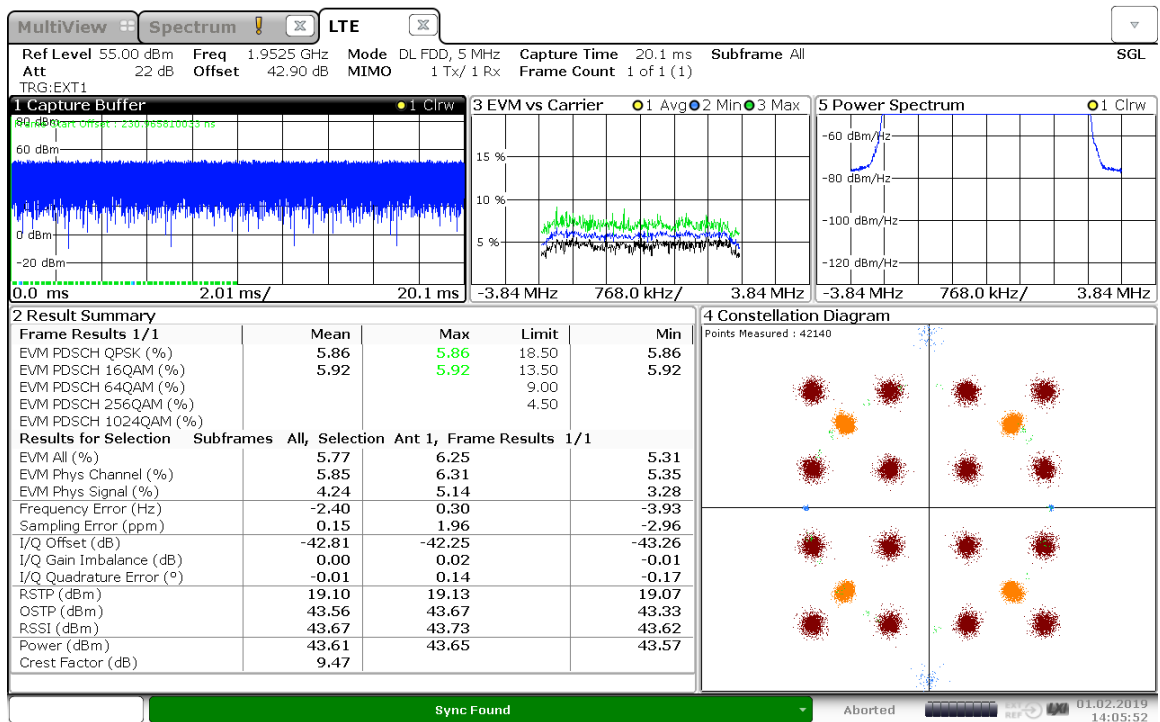 MultiView Spectrum ! X LTE X
Ref Level 55.00 dBm Freq 1.9525 GHz Mode DL FDD, 5 MHz Capture Time 20.1 ms Subframe All SGL
Att 22 dB Offset 42.90 dB MIMO 1 Tx/ 1 Rx Frame Count 1 of 1 (1)
TRG:EXT1
1 Capture Buffer 1 Clrw
80 dBm
Frame Start Offset : 230.965810033 ns
60 dBm
0 dBm
-20 dBm
0.0 ms 2.01 ms/ 20.1 ms
3 EVM vs Carrier 1 Avg 2 Min 3 Max
15 %
10 %
5 %
-3.84 MHz 768.0 kHz/ 3.84 MHz
5 Power Spectrum 1 Clrw
-60 dBm/Hz
-80 dBm/Hz
-100 dBm/Hz
-120 dBm/Hz
-3.84 MHz 768.0 kHz/ 3.84 MHz
2 Result Summary
Frame Results 1/1 Mean Max Limit Min
EVM PDSCH QPSK (%) 5.86 5.86 18.50 5.86
EVM PDSCH 16QAM (%) 5.92 5.92 13.50 5.92
EVM PDSCH 64QAM (%) 9.00
EVM PDSCH 256QAM (%) 4.50
EVM PDSCH 1024QAM (%)
Results for Selection Subframes All, Selection Ant 1, Frame Results 1/1
EVM All (%) 5.77 6.25 5.31
EVM Phys Channel (%) 5.85 6.31 5.35
EVM Phys Signal (%) 4.24 5.14 3.28
Frequency Error (Hz) -2.40 0.30 -3.93
Sampling Error (ppm) 0.15 1.96 -2.96
I/Q Offset (dB) -42.81 -42.25 -43.26
I/Q Gain Imbalance (dB) 0.00 0.02 -0.01
I/Q Quadrature Error (°) -0.01 0.14 -0.17
RSTP (dBm) 19.10 19.13 19.07
OSTP (dBm) 43.56 43.67 43.33
RSSI (dBm) 43.67 43.73 43.62
Power (dBm) 43.61 43.65 43.57
Crest Factor (dB) 9.47
4 Constellation Diagram
Points Measured : 42140
Sync Found
Aborted
EXT
REF
LXI
01.02.2019
14:05:52